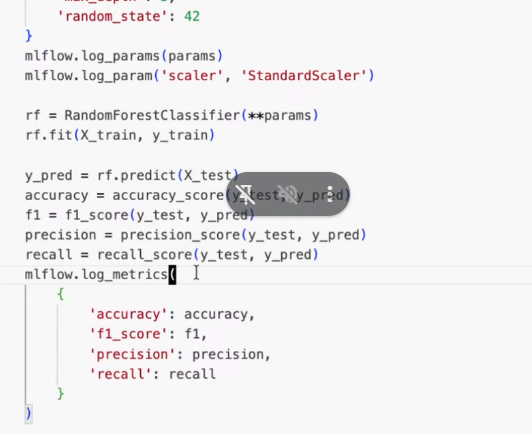 'random_state': 42
}
mlflow.log_params(params)
mlflow.log_param('scaler', 'StandardScaler')
rf = RandomForestClassifier(**params)
rf.fit(X_train, y_train)
y_pred = rf.predict(X_test)
accuracy = accuracy_score(y_test, y_pred)
f1 = f1_score(y_test, y_pred)
precision = precision_score(y_test, y_pred)
recall = recall_score(y_test, y_pred)
mlflow.log_metrics(
{
'accuracy': accuracy,
'f1_score': f1,
'precision': precision,
'recall': recall
}
)